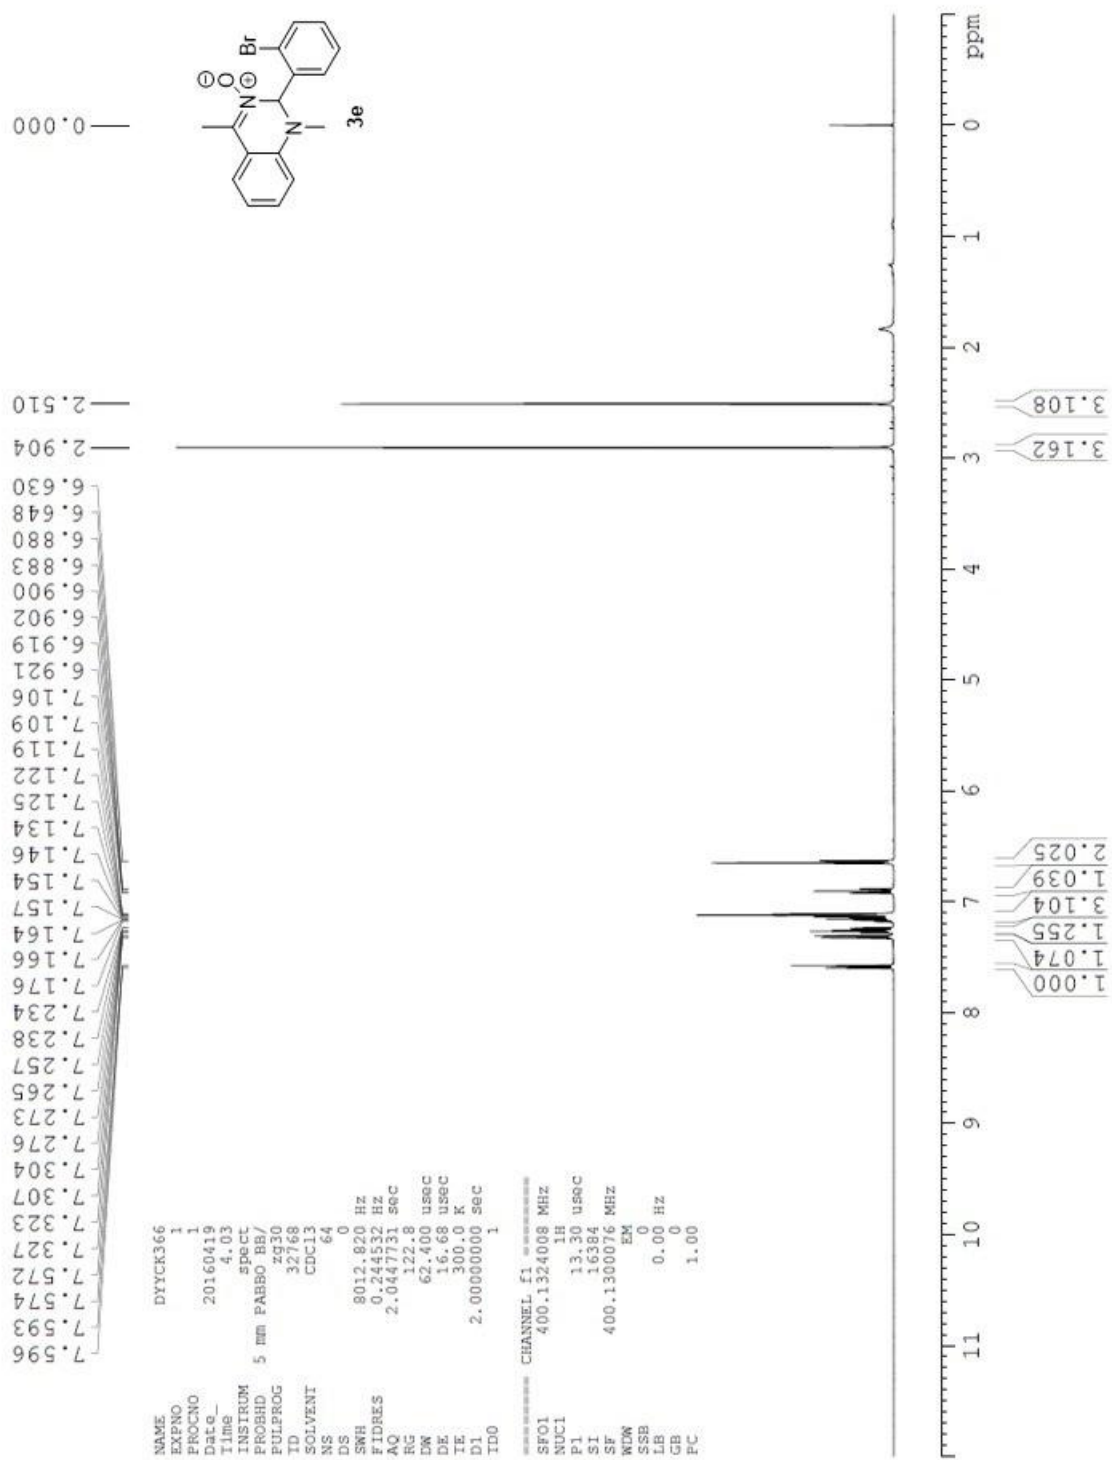 7.596
7.593
7.574
7.572
7.327
7.323
7.307
7.304
7.276
7.273
7.265
7.257
7.238
7.234
7.176
7.166
7.164
7.157
7.154
7.146
7.134
7.125
7.122
7.119
7.109
7.106
6.921
6.919
6.902
6.900
6.883
6.880
6.648
6.630
2.904
2.510
0.000
NAME DYYCK366
EXPNO 1
PROCNO 1
Date_ 20160419
Time 4.03
INSTRUM spect
PROBHD 5 mm PABBO BB/
PULPROG zg30
TD 32768
SOLVENT CDCl3
NS 64
DS 0
SWH 8012.820 Hz
FIDRES 0.244532 Hz
AQ 2.0447731 sec
RG 122.8
DW 62.400 usec
DE 16.68 usec
TE 300.0 K
D1 2.00000000 sec
TD0 1
======== CHANNEL f1 ========
SFO1 400.1324008 MHz
NUC1 1H
P1 13.30 usec
SI 16384
SF 400.1300076 MHz
WDW EM
SSB 0
LB 0.00 Hz
GB 0
PC 1.00
⊖
O
⊕
N
N
Br
3e
11 10 9 8 7 6 5 4 3 2 1 0 ppm
1.000
1.074
1.255
3.104
1.039
2.025
3.162
3.108